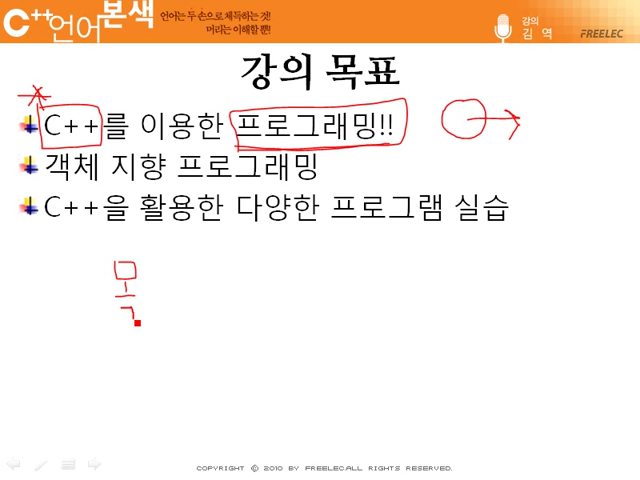 C++언어본색 언어는 두 손으로 체득하는 것!
머리는 이해할 뿐!
강의
김 역
FREELEC
강의 목표
C++를 이용한 프로그래밍!!
객체 지향 프로그래밍
C++을 활용한 다양한 프로그램 실습
목
COPYRIGHT © 2010 BY FREELEC.ALL RIGHTS RESERVED.